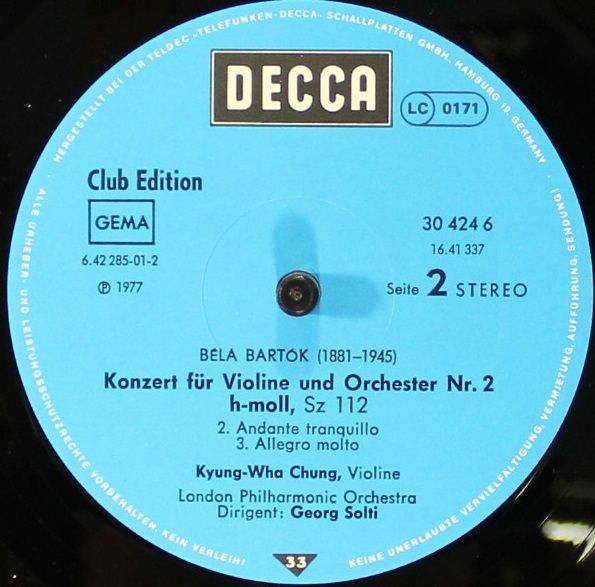 HERGESTELLT BEI DER TELDEC »TELEFUNKEN-DECCA« SCHALLPLATTEN GMBH, HAMBURG 19, GERMANY
DECCA
LC 0171
Club Edition
GEMA
30 424 6
6.42 285-01-2
16.41 337
℗ 1977
Seite 2 STEREO
BÉLA BARTÓK (1881–1945)
Konzert für Violine und Orchester Nr. 2
h-moll, Sz 112
2. Andante tranquillo
3. Allegro molto
Kyung-Wha Chung, Violine
London Philharmonic Orchestra
Dirigent: Georg Solti
33
ALLE URHEBER- UND LEISTUNGSSCHUTZRECHTE VORBEHALTEN. KEIN VERLEIH!
KEINE UNERLAUBTE VERVIELFÄLTIGUNG, VERMIETUNG, AUFFÜHRUNG, SENDUNG!